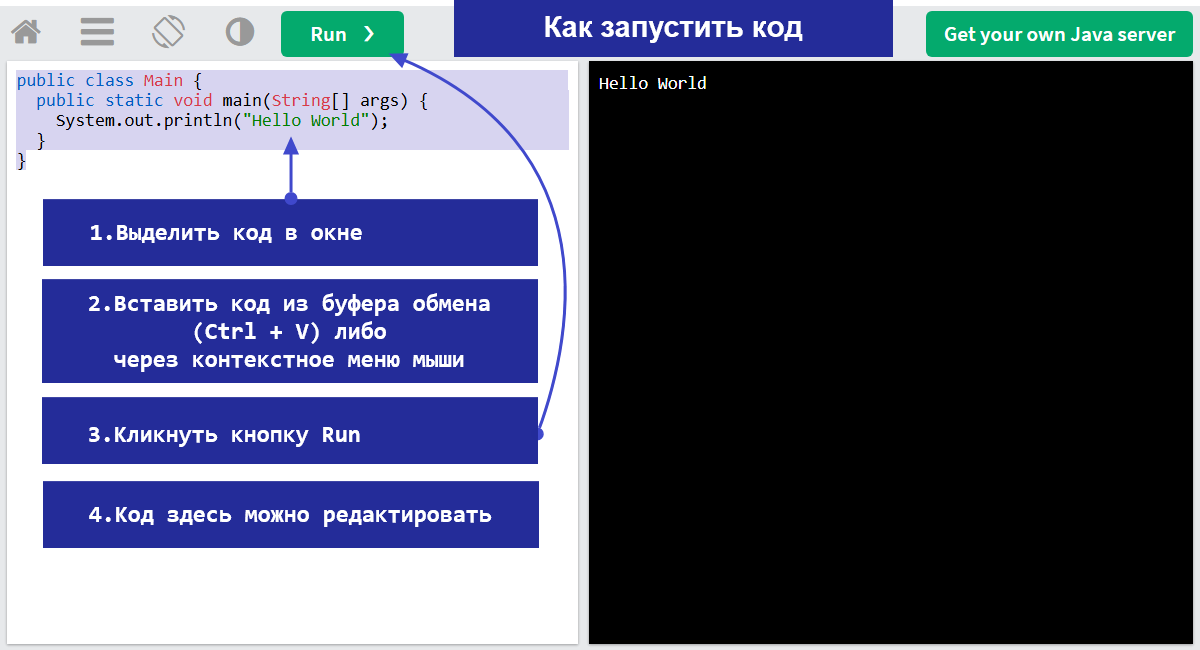 Run ❯
Как запустить код
Get your own Java server
public class Main {
  public static void main(String[] args) {
    System.out.println("Hello World");
  }
}
Hello World
1.Выделить код в окне
2.Вставить код из буфера обмена
(Ctrl + V) либо
через контекстное меню мыши
3.Кликнуть кнопку Run
4.Код здесь можно редактировать